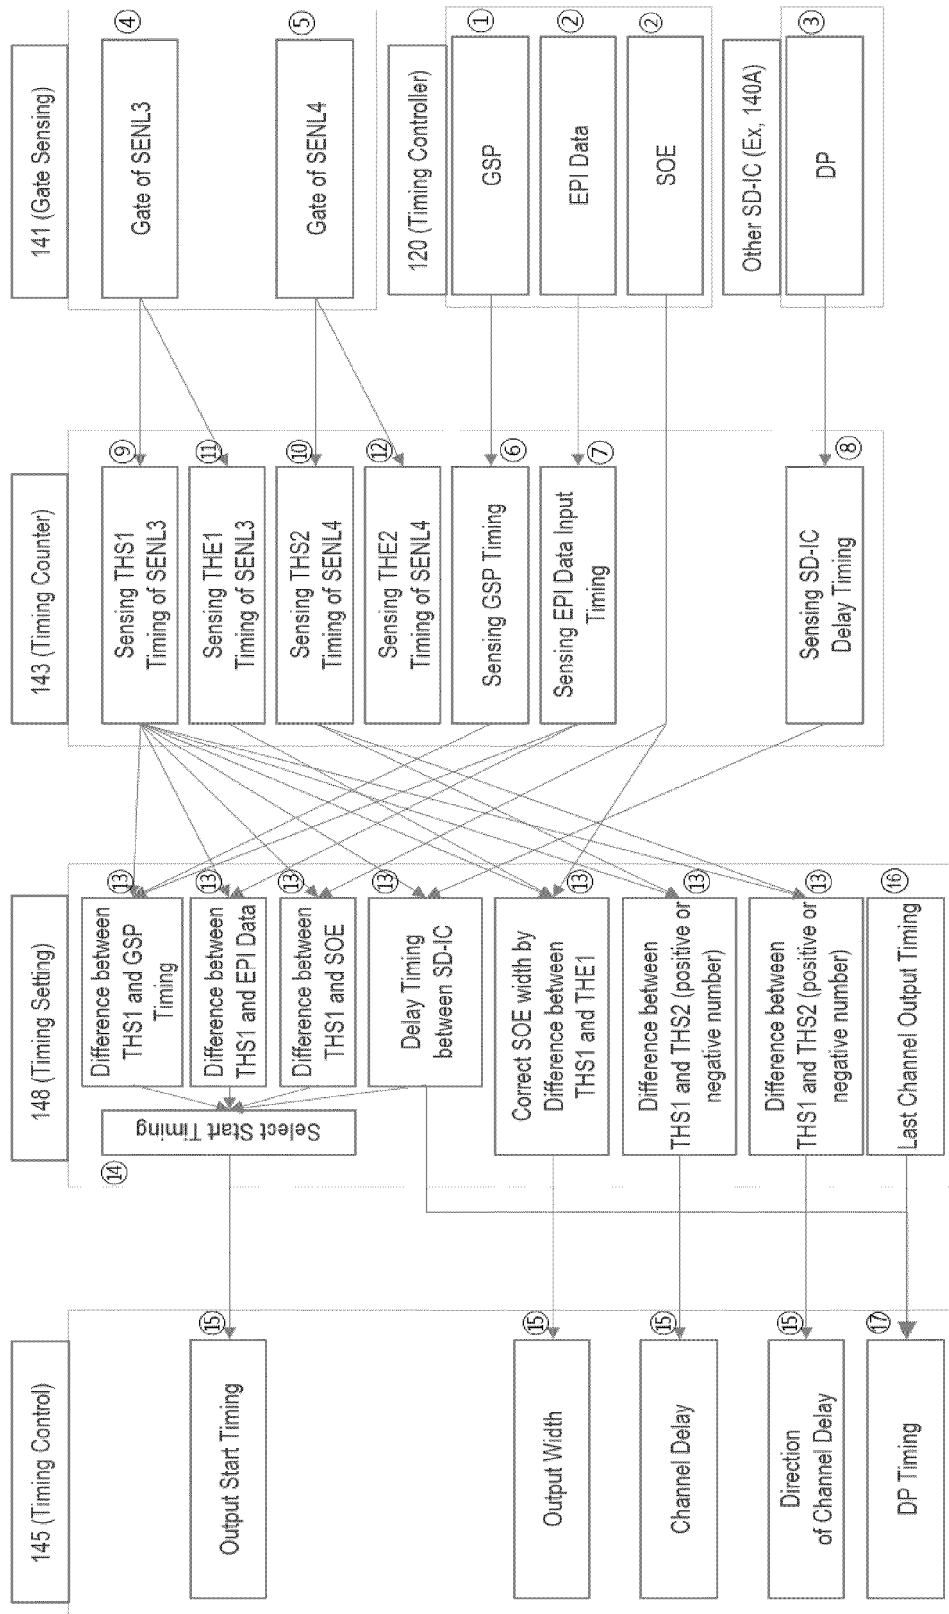 141 (Gate Sensing)
④
Gate of SENL3
⑤
Gate of SENL4
120 (Timing Controller)
①
GSP
②
EPI Data
②
SOE
Other SD-IC (Ex, 140A)
③
DP
143 (Timing Counter)
⑨
Sensing THS1
Timing of SENL3
⑪
Sensing THE1
Timing of SENL3
⑩
Sensing THS2
Timing of SENL4
⑫
Sensing THE2
Timing of SENL4
⑥
Sensing GSP Timing
⑦
Sensing EPI Data Input
Timing
⑧
Sensing SD-IC
Delay Timing
148 (Timing Setting)
⑬
Difference between
THS1 and GSP
Timing
⑬
Difference between
THS1 and EPI Data
⑬
Difference between
THS1 and SOE
⑬
Delay Timing
between SD-IC
⑬
Correct SOE width by
Difference between
THS1 and THE1
⑬
Difference between
THS1 and THS2 (positive or
negative number)
⑬
Difference between
THS1 and THS2 (positive or
negative number)
⑯
Last Channel Output Timing
⑭
Select Start Timing
145 (Timing Control)
⑮
Output Start Timing
⑮
Output Width
⑮
Channel Delay
⑮
Direction
of Channel Delay
⑰
DP Timing